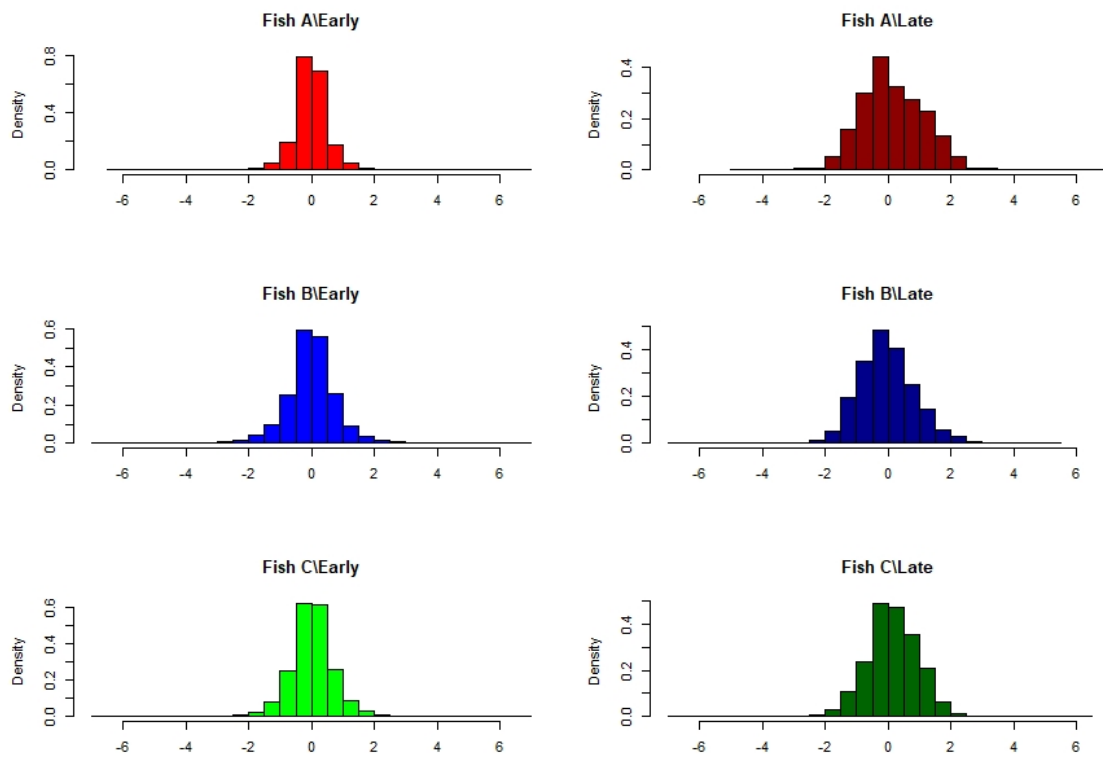 Fish A\Early
Density
0.0 0.4 0.8
-6 -4 -2 0 2 4 6
Fish A\Late
Density
0.0 0.2 0.4
-6 -4 -2 0 2 4 6
Fish B\Early
Density
0.0 0.2 0.4 0.6
-6 -4 -2 0 2 4 6
Fish B\Late
Density
0.0 0.2 0.4
-6 -4 -2 0 2 4 6
Fish C\Early
Density
0.0 0.2 0.4 0.6
-6 -4 -2 0 2 4 6
Fish C\Late
Density
0.0 0.2 0.4
-6 -4 -2 0 2 4 6